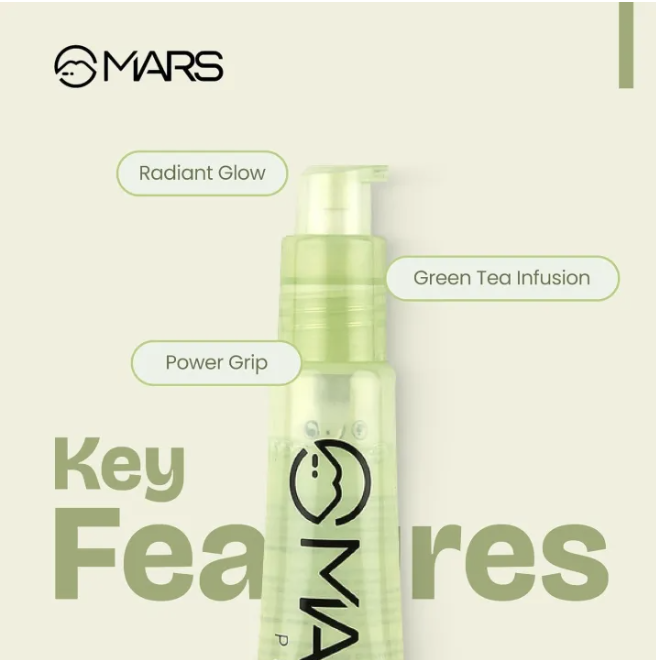 MARS
Radiant Glow
Green Tea Infusion
Power Grip
Key
Fea res
MA
P